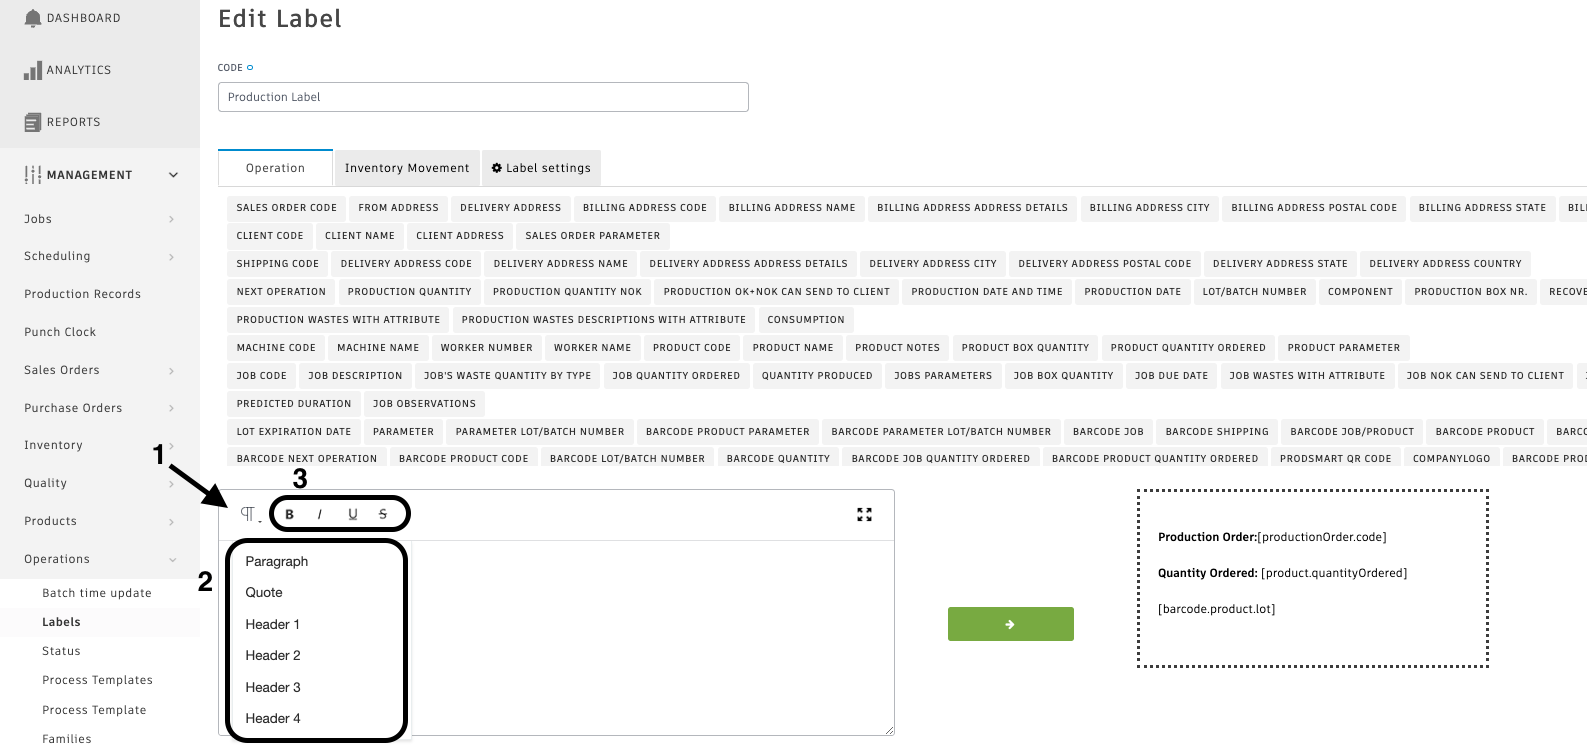 DASHBOARD
ANALYTICS
REPORTS
MANAGEMENT
Jobs
Scheduling
Production Records
Punch Clock
Sales Orders
Purchase Orders
Inventory
Quality
Products
Operations
Batch time update
Labels
Status
Process Templates
Process Template
Families
Edit Label
CODE
Production Label
Operation Inventory Movement Label settings
SALES ORDER CODE FROM ADDRESS DELIVERY ADDRESS BILLING ADDRESS CODE BILLING ADDRESS NAME BILLING ADDRESS ADDRESS DETAILS BILLING ADDRESS CITY BILLING ADDRESS POSTAL CODE BILLING ADDRESS STATE BIL
CLIENT CODE CLIENT NAME CLIENT ADDRESS SALES ORDER PARAMETER
SHIPPING CODE DELIVERY ADDRESS CODE DELIVERY ADDRESS NAME DELIVERY ADDRESS ADDRESS DETAILS DELIVERY ADDRESS CITY DELIVERY ADDRESS POSTAL CODE DELIVERY ADDRESS STATE DELIVERY ADDRESS COUNTRY
NEXT OPERATION PRODUCTION QUANTITY PRODUCTION QUANTITY NOK PRODUCTION OK+NOK CAN SEND TO CLIENT PRODUCTION DATE AND TIME PRODUCTION DATE LOT/BATCH NUMBER COMPONENT PRODUCTION BOX NR. RECOVE
PRODUCTION WASTES WITH ATTRIBUTE PRODUCTION WASTES DESCRIPTIONS WITH ATTRIBUTE CONSUMPTION
MACHINE CODE MACHINE NAME WORKER NUMBER WORKER NAME PRODUCT CODE PRODUCT NAME PRODUCT NOTES PRODUCT BOX QUANTITY PRODUCT QUANTITY ORDERED PRODUCT PARAMETER
JOB CODE JOB DESCRIPTION JOB'S WASTE QUANTITY BY TYPE JOB QUANTITY ORDERED QUANTITY PRODUCED JOBS PARAMETERS JOB BOX QUANTITY JOB DUE DATE JOB WASTES WITH ATTRIBUTE JOB NOK CAN SEND TO CLIENT
PREDICTED DURATION JOB OBSERVATIONS
LOT EXPIRATION DATE PARAMETER PARAMETER LOT/BATCH NUMBER BARCODE PRODUCT PARAMETER BARCODE PARAMETER LOT/BATCH NUMBER BARCODE JOB BARCODE SHIPPING BARCODE JOB/PRODUCT BARCODE PRODUCT BARC
BARCODE NEXT OPERATION BARCODE PRODUCT CODE BARCODE LOT/BATCH NUMBER BARCODE QUANTITY BARCODE JOB QUANTITY ORDERED BARCODE PRODUCT QUANTITY ORDERED PRODSMART QR CODE COMPANYLOGO BARCODE PROD
1
3
¶ B I U S
2
Paragraph
Quote
Header 1
Header 2
Header 3
Header 4
Production Order:[productionOrder.code]
Quantity Ordered: [product.quantityOrdered]
[barcode.product.lot]